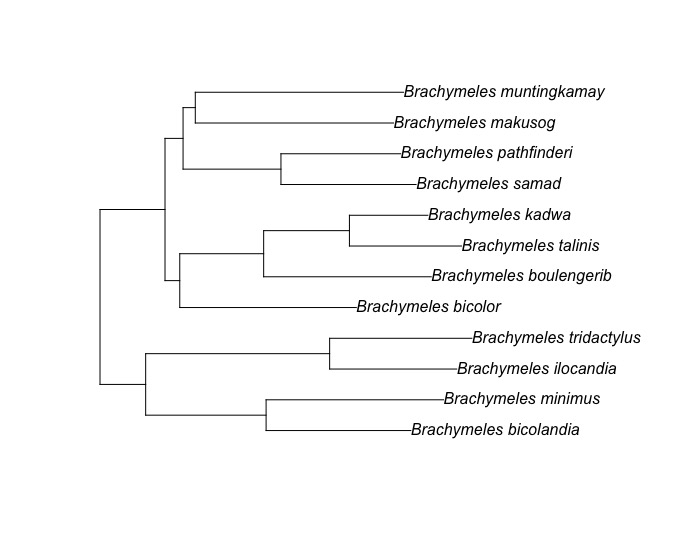 Brachymeles muntingkamay
Brachymeles makusog
Brachymeles pathfinderi
Brachymeles samad
Brachymeles kadwa
Brachymeles talinis
Brachymeles boulengerib
Brachymeles bicolor
Brachymeles tridactylus
Brachymeles ilocandia
Brachymeles minimus
Brachymeles bicolandia